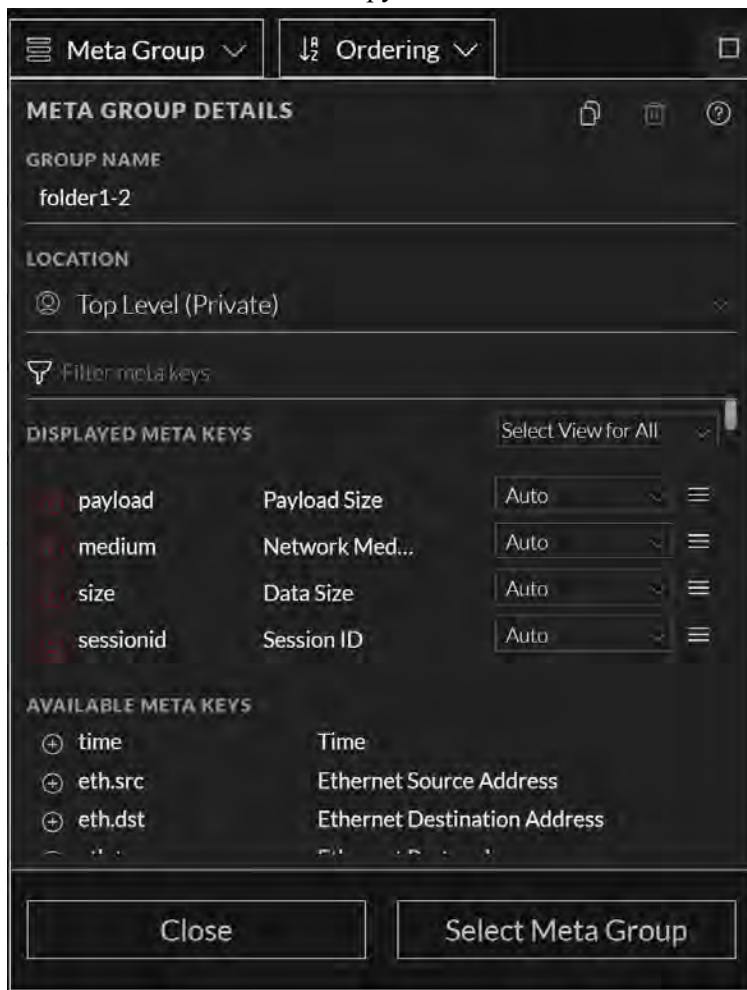 Meta Group Ordering
META GROUP DETAILS
GROUP NAME
folder1-2
LOCATION
Top Level (Private)
Filter meta keys
DISPLAYED META KEYS Select View for All
payload Payload Size Auto
medium Network Med... Auto
size Data Size Auto
sessionid Session ID Auto
AVAILABLE META KEYS
time Time
eth.src Ethernet Source Address
eth.dst Ethernet Destination Address
Close Select Meta Group